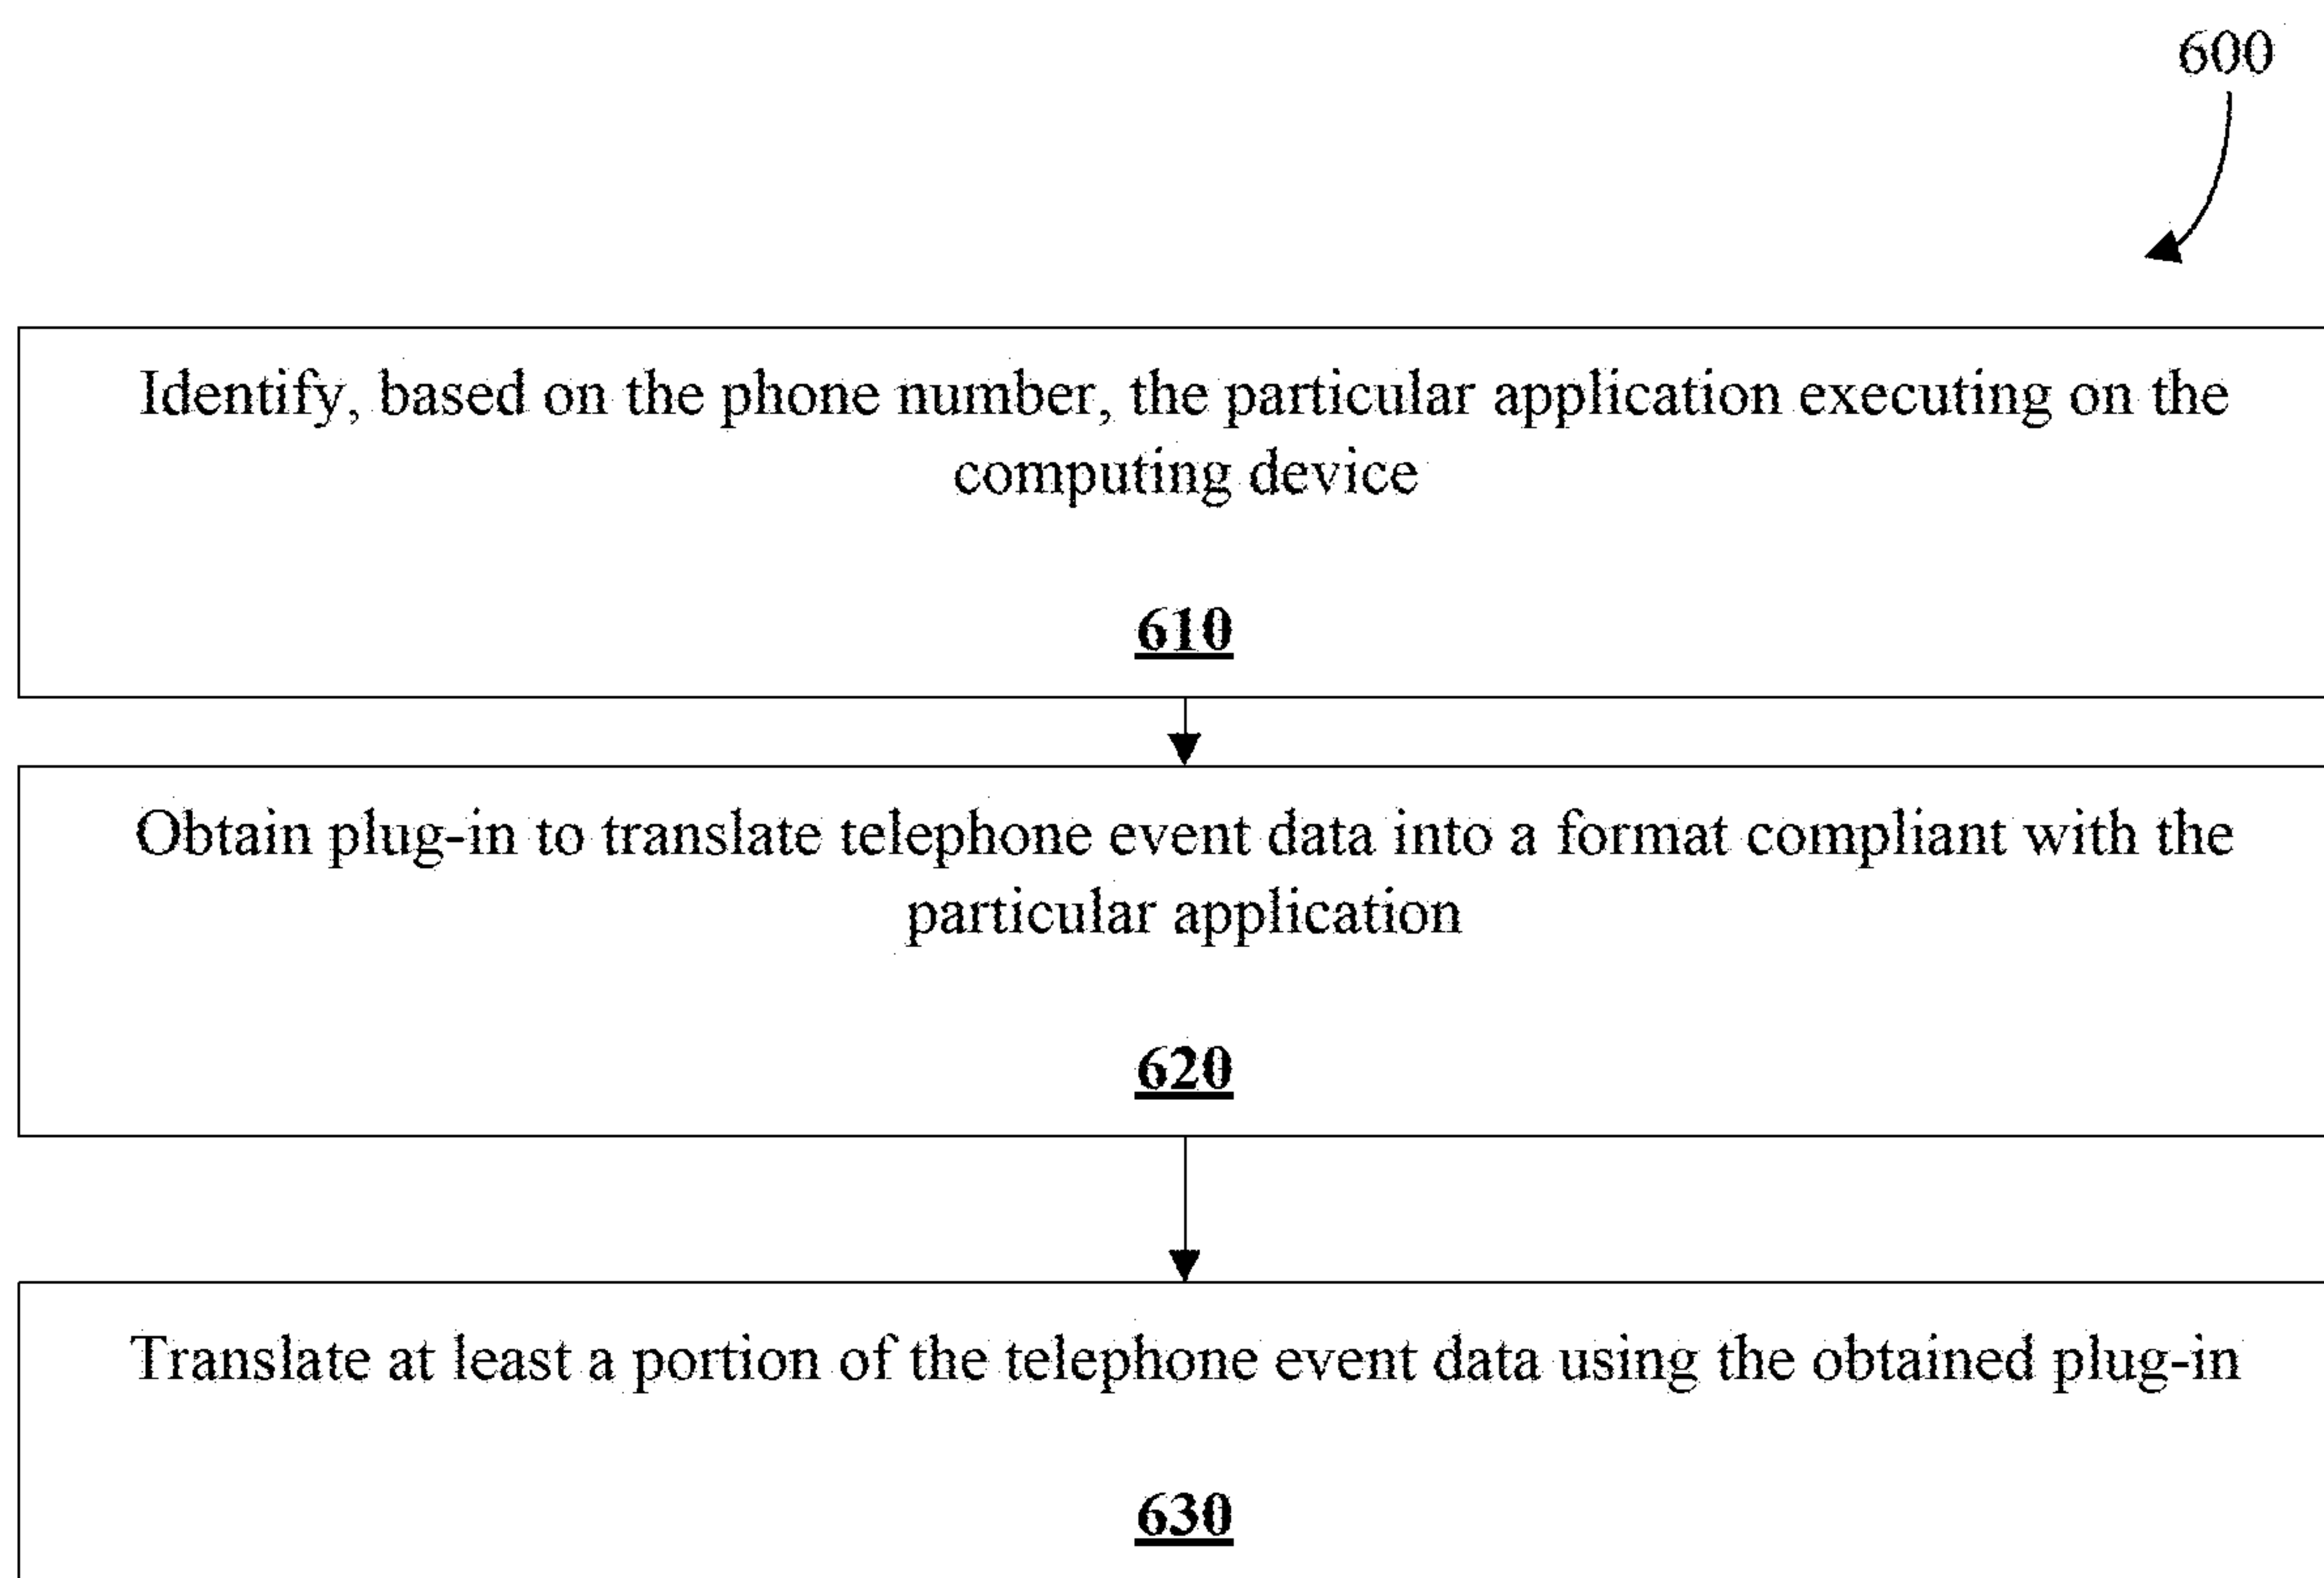 600
Identify, based on the phone number, the particular application executing on the
computing device
610
Obtain plug-in to translate telephone event data into a format compliant with the
particular application
620
Translate at least a portion of the telephone event data using the obtained plug-in
630